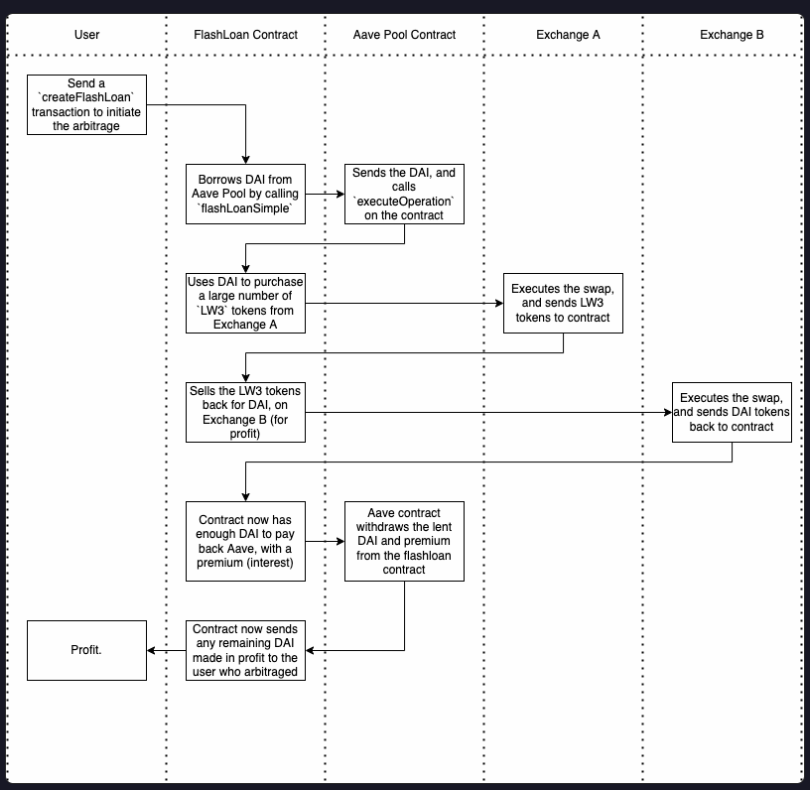 User
FlashLoan Contract
Aave Pool Contract
Exchange A
Exchange B
Send a
`createFlashLoan`
transaction to initiate
the arbitrage
Borrows DAI from
Aave Pool by calling
`flashLoanSimple`
Sends the DAI, and
calls
`executeOperation`
on the contract
Uses DAI to purchase
a large number of
`LW3` tokens from
Exchange A
Executes the swap,
and sends LW3
tokens to contract
Sells the LW3 tokens
back for DAI, on
Exchange B (for
profit)
Executes the swap,
and sends DAI tokens
back to contract
Contract now has
enough DAI to pay
back Aave, with a
premium (interest)
Aave contract
withdraws the lent
DAI and premium
from the flashloan
contract
Profit.
Contract now sends
any remaining DAI
made in profit to the
user who arbitraged